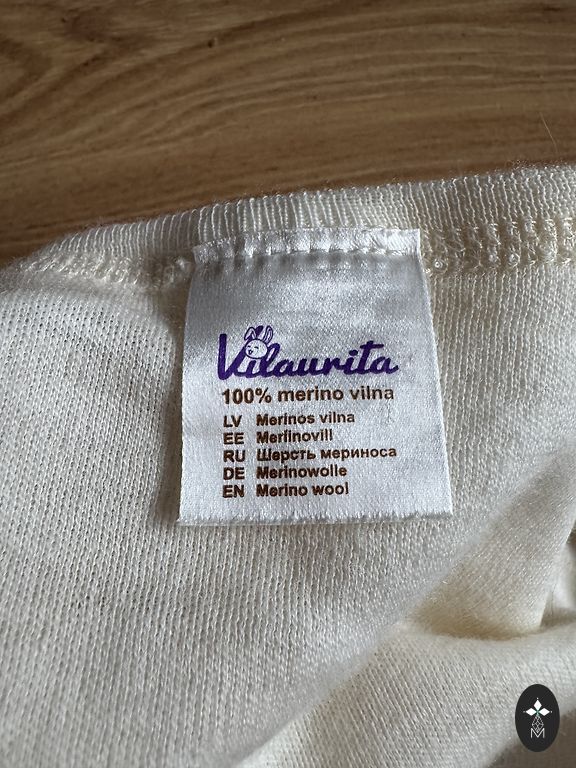 Vilaurita
100% merino vilna
LV Merinos vilna
EE Meriinovill
RU Шерсть мериноса
DE Merinowolle
EN Merino wool
M